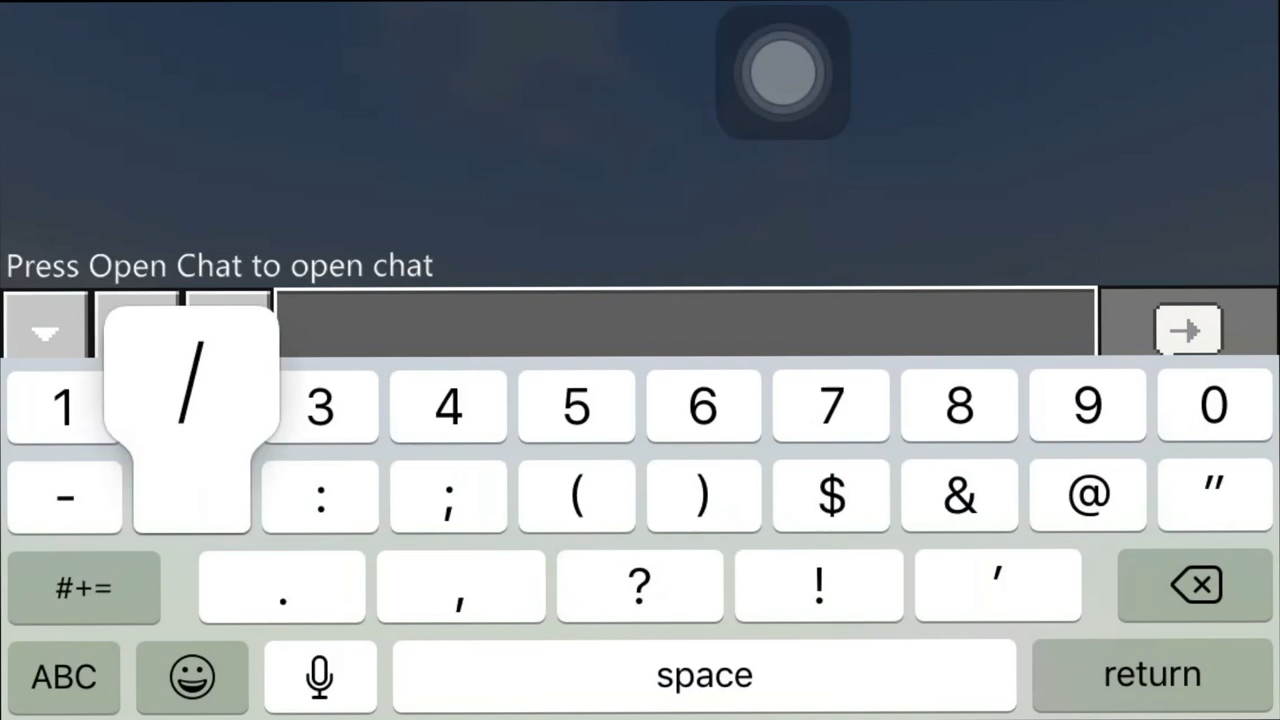 Press Open Chat to open chat
/
1 3 4 5 6 7 8 9 0
- : ; ( ) $ & @ "
#+= . , ? ! '
ABC space return